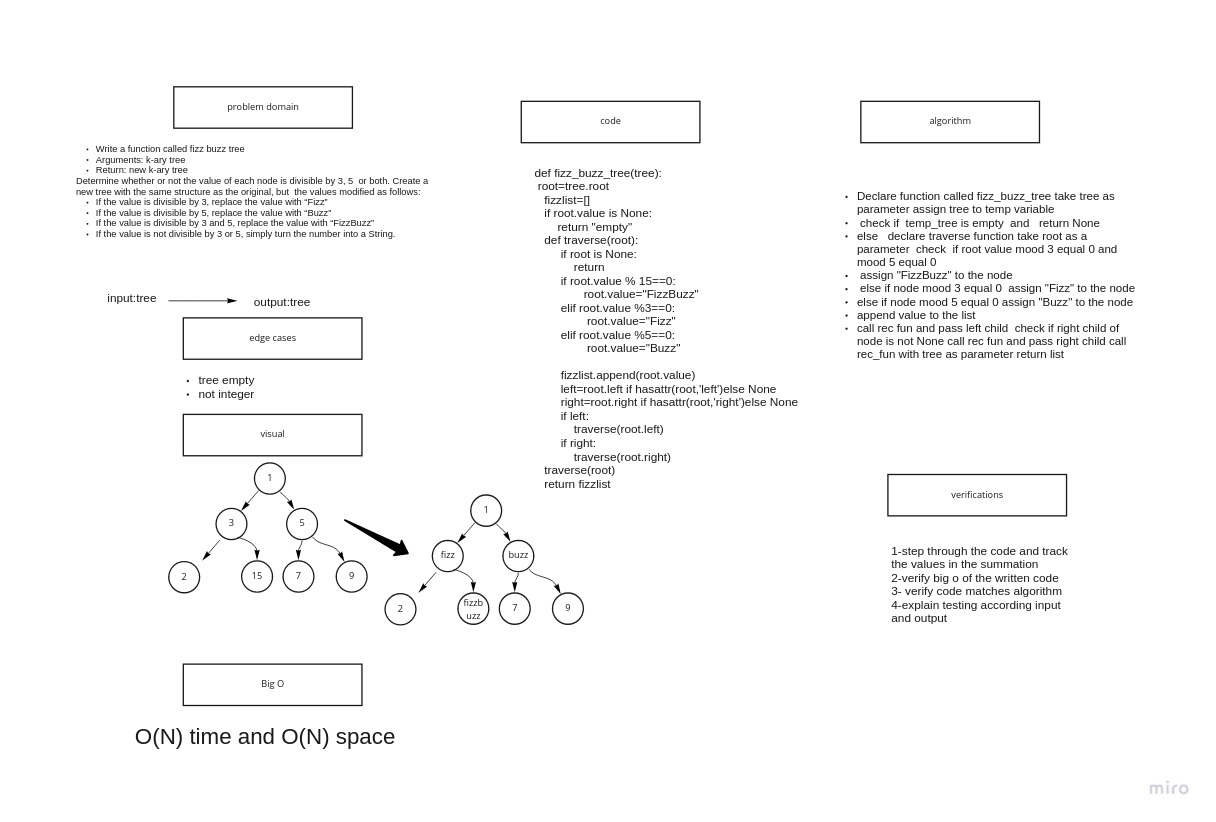 problem domain
• Write a function called fizz buzz tree
• Arguments: k-ary tree
• Return: new k-ary tree
Determine whether or not the value of each node is divisible by 3, 5  or both. Create a
new tree with the same structure as the original, but  the values modified as follows:
• If the value is divisible by 3, replace the value with “Fizz”
• If the value is divisible by 5, replace the value with “Buzz”
• If the value is divisible by 3 and 5, replace the value with “FizzBuzz”
• If the value is not divisible by 3 or 5, simply turn the number into a String.
input:tree
output:tree
edge cases
• tree empty
• not integer
visual
1
3
5
2
15
7
9
1
fizz
buzz
2
fizzb
uzz
7
9
Big O
O(N) time and O(N) space
code
def fizz_buzz_tree(tree):
root=tree.root
fizzlist=[]
if root.value is None:
return "empty"
def traverse(root):
if root is None:
return
if root.value % 15==0:
root.value="FizzBuzz"
elif root.value %3==0:
root.value="Fizz"
elif root.value %5==0:
root.value="Buzz"
fizzlist.append(root.value)
left=root.left if hasattr(root,'left')else None
right=root.right if hasattr(root,'right')else None
if left:
traverse(root.left)
if right:
traverse(root.right)
traverse(root)
return fizzlist
algorithm
• Declare function called fizz_buzz_tree take tree as
parameter assign tree to temp variable
• check if  temp_tree is empty  and   return None
• else   declare traverse function take root as a
parameter  check  if root value mood 3 equal 0 and
mood 5 equal 0
• assign "FizzBuzz" to the node
• else if node mood 3 equal 0  assign "Fizz" to the node
• else if node mood 5 equal 0 assign "Buzz" to the node
• append value to the list
• call rec fun and pass left child  check if right child of
node is not None call rec fun and pass right child call
rec_fun with tree as parameter return list
verifications
1-step through the code and track
the values in the summation
2-verify big o of the written code
3- verify code matches algorithm
4-explain testing according input
and output
miro